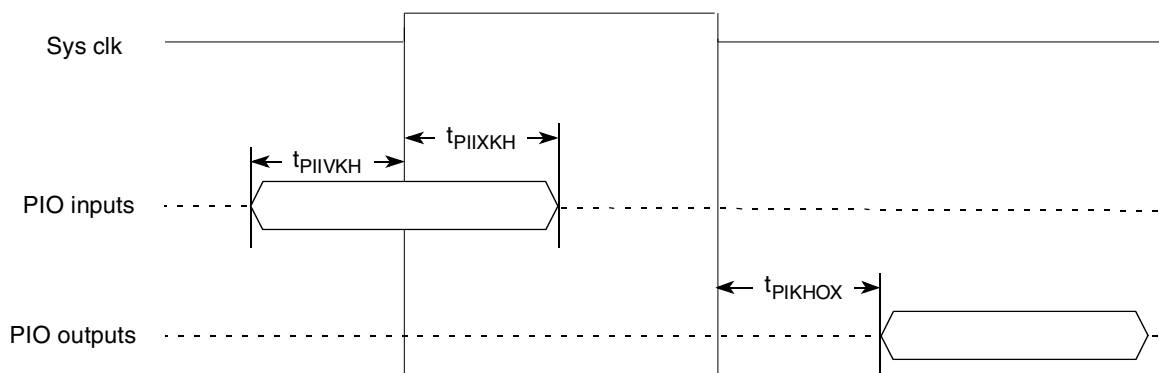 Sys clk
tPIIXKH
tPIIVKH
PIO inputs
tPIKHOX
PIO outputs